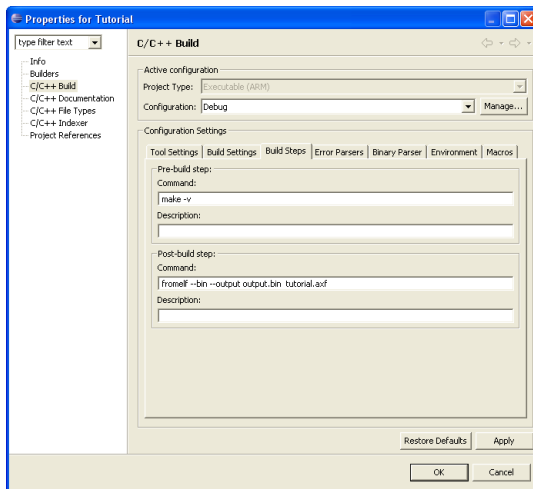 Properties for Tutorial
type filter text
C/C++ Build
Info
Builders
C/C++ Build
C/C++ Documentation
C/C++ File Types
C/C++ Indexer
Project References
Active configuration
Project Type: Executable (ARM)
Configuration: Debug Manage...
Configuration Settings
Tool Settings Build Settings Build Steps Error Parsers Binary Parser Environment Macros
Pre-build step:
Command:
make -v
Description:
Post-build step:
Command:
fromelf --bin --output output.bin tutorial.axf
Description:
Restore Defaults Apply
OK Cancel